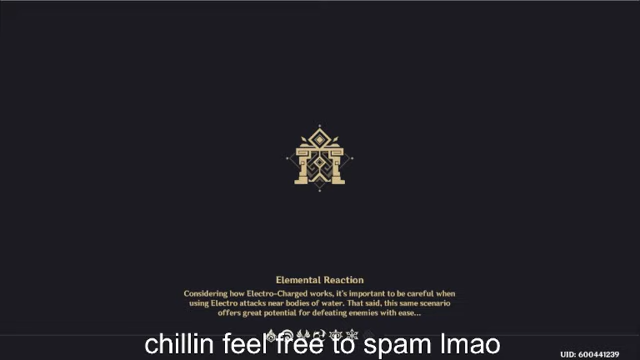 Elemental Reaction
Considering how Electro-Charged works, it's important to be careful when
using Electro attacks near bodies of water. That said, this same scenario
offers great potential for defeating enemies with ease...
chillin feel free to spam lmao
UID: 600441239